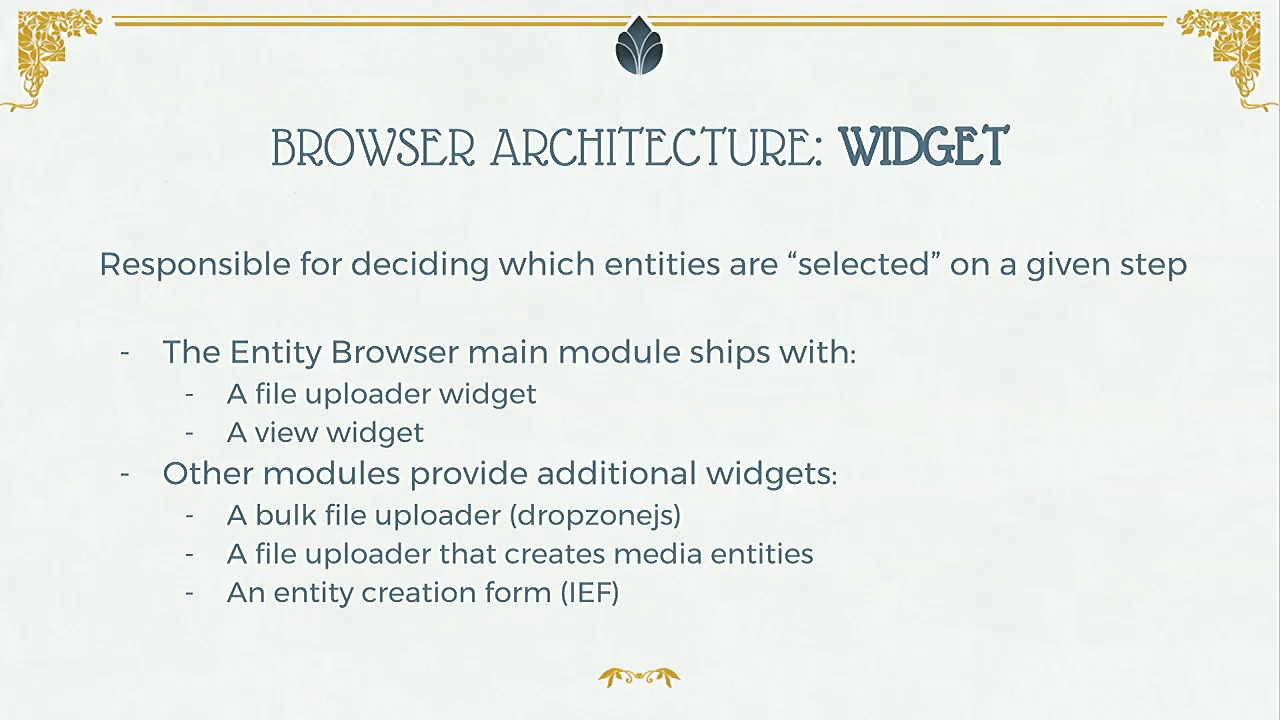 BROWSER ARCHITECTURE: WIDGET
Responsible for deciding which entities are “selected” on a given step
- The Entity Browser main module ships with:
- A file uploader widget
- A view widget
- Other modules provide additional widgets:
- A bulk file uploader (dropzonejs)
- A file uploader that creates media entities
- An entity creation form (IEF)